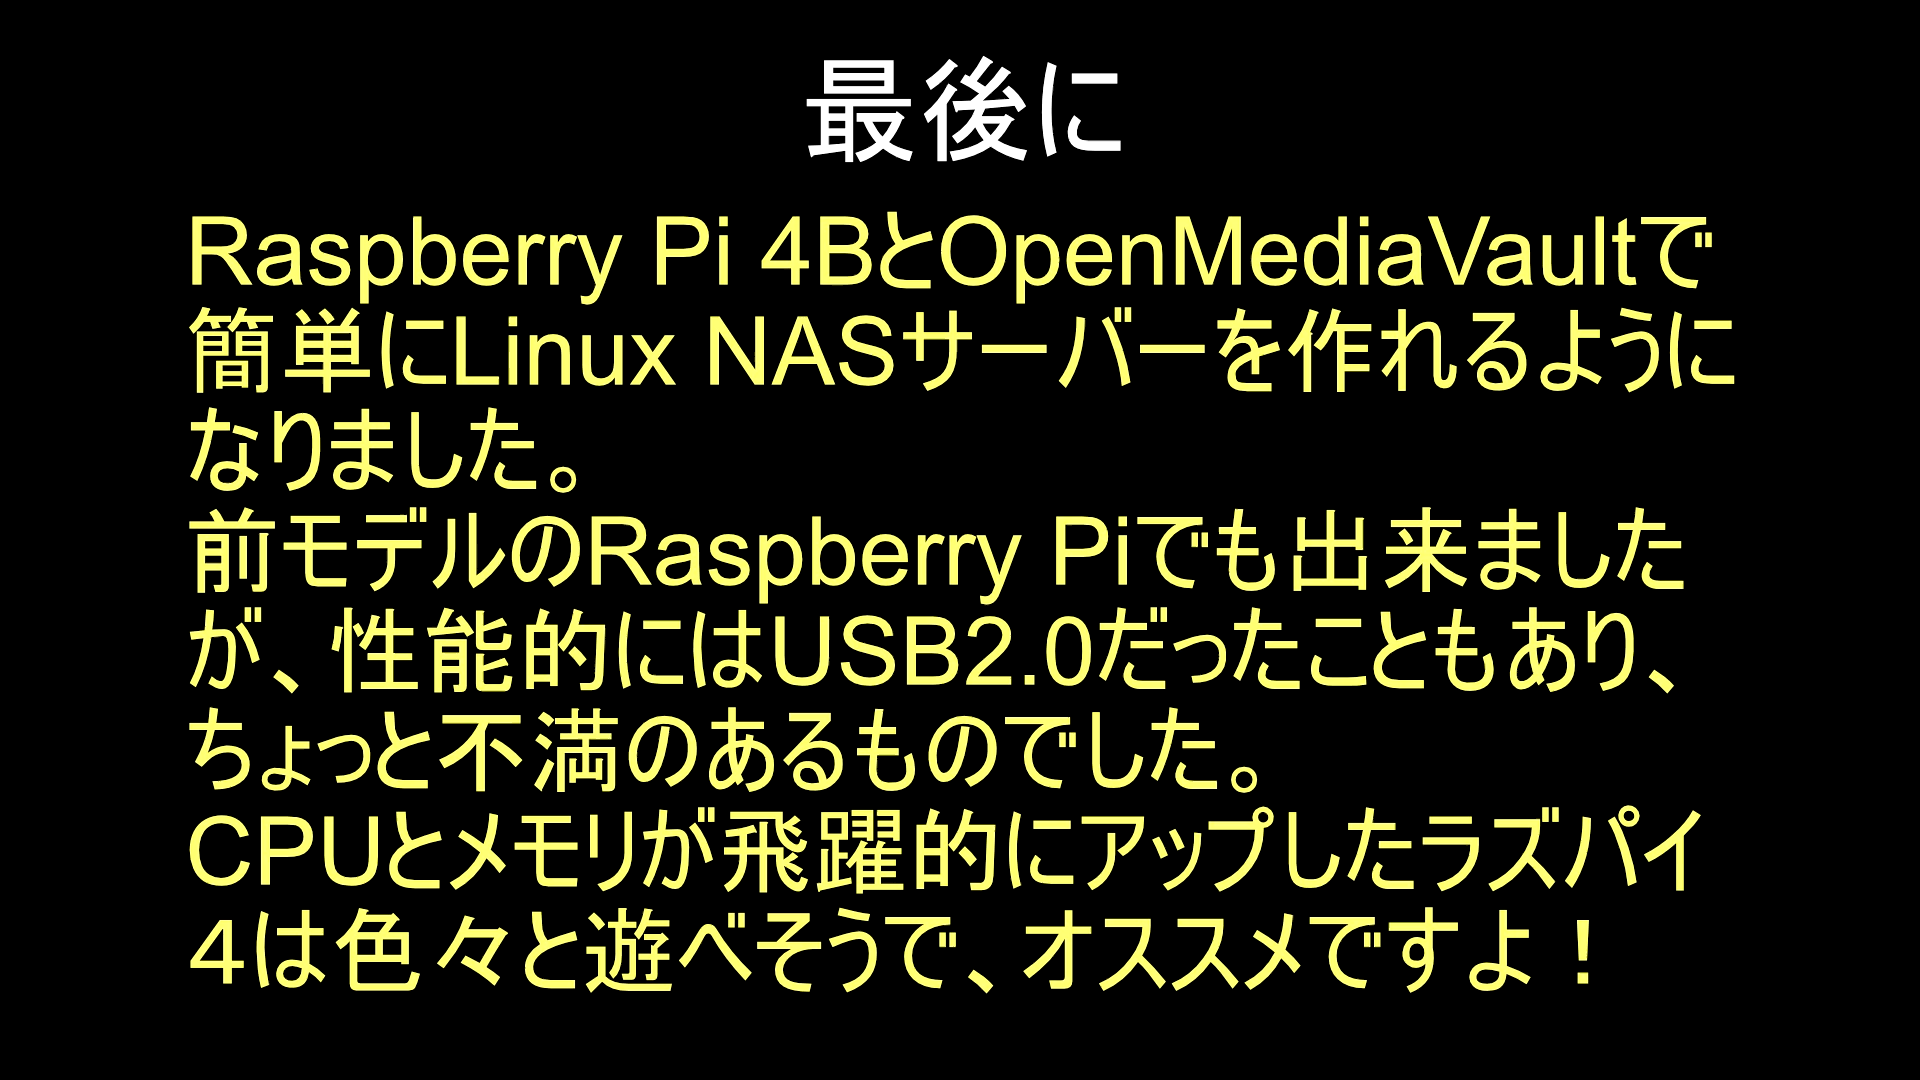 最後に
Raspberry Pi 4BとOpenMediaVaultで
簡単にLinux NASサーバーを作れるように
なりました。
前モデルのRaspberry Piでも出来ました
が、性能的にはUSB2.0だったこともあり、
ちょっと不満のあるものでした。
CPUとメモリが飛躍的にアップしたラズパイ
４は色々と遊べそうで、オススメですよ！